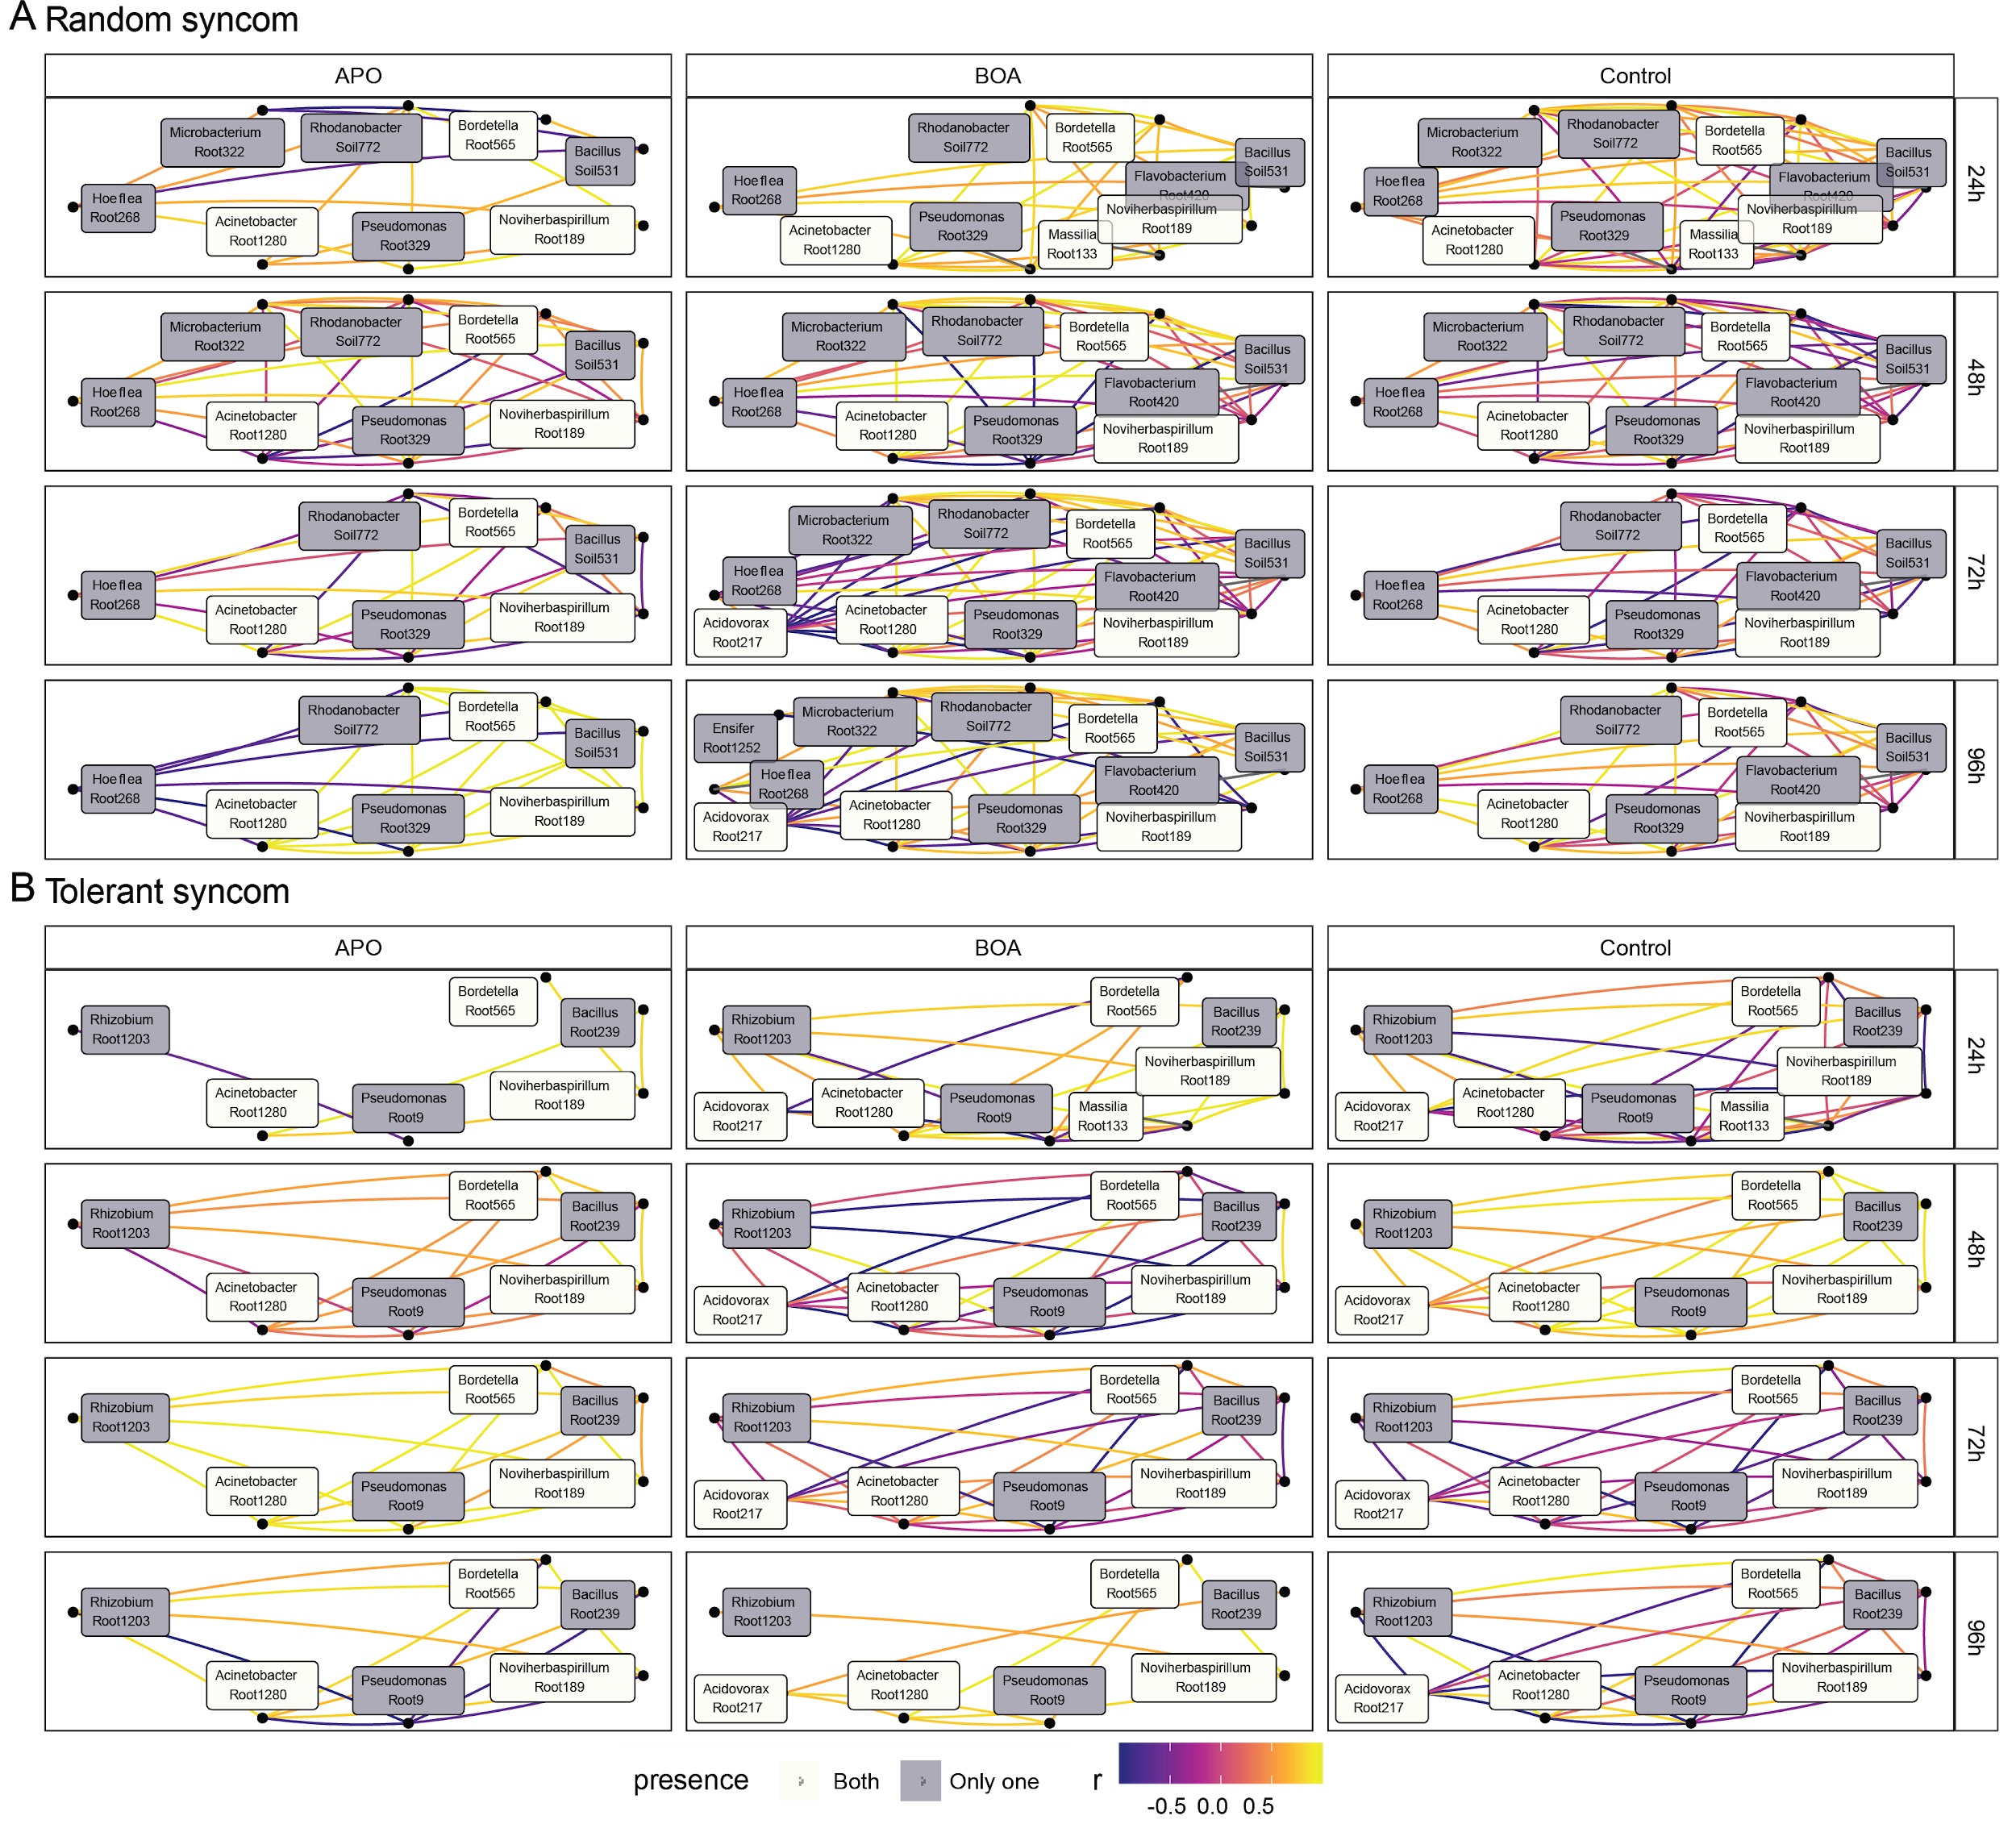 A Random syncom
APO
BOA
Control
Microbacterium
Root322
Rhodanobacter
Soil772
Bordetella
Root565
Bacillus
Soil531
Hoeflea
Root268
Acinetobacter
Root1280
Pseudomonas
Root329
Noviherbaspirillum
Root189
Rhodanobacter
Soil772
Bordetella
Root565
Bacillus
Soil531
Hoeflea
Root268
Flavobacterium
Root420
Noviherbaspirillum
Root189
Pseudomonas
Root329
Acinetobacter
Root1280
Massilia
Root133
Microbacterium
Root322
Rhodanobacter
Soil772
Bordetella
Root565
Bacillus
Soil531
Hoeflea
Root268
Flavobacterium
Root420
Noviherbaspirillum
Root189
Pseudomonas
Root329
Acinetobacter
Root1280
Massilia
Root133
24h
Microbacterium
Root322
Rhodanobacter
Soil772
Bordetella
Root565
Bacillus
Soil531
Hoeflea
Root268
Acinetobacter
Root1280
Pseudomonas
Root329
Noviherbaspirillum
Root189
Microbacterium
Root322
Rhodanobacter
Soil772
Bordetella
Root565
Bacillus
Soil531
Hoeflea
Root268
Flavobacterium
Root420
Acinetobacter
Root1280
Pseudomonas
Root329
Noviherbaspirillum
Root189
Microbacterium
Root322
Rhodanobacter
Soil772
Bordetella
Root565
Bacillus
Soil531
Hoeflea
Root268
Flavobacterium
Root420
Acinetobacter
Root1280
Pseudomonas
Root329
Noviherbaspirillum
Root189
48h
Rhodanobacter
Soil772
Bordetella
Root565
Bacillus
Soil531
Hoeflea
Root268
Acinetobacter
Root1280
Pseudomonas
Root329
Noviherbaspirillum
Root189
Microbacterium
Root322
Rhodanobacter
Soil772
Bordetella
Root565
Bacillus
Soil531
Hoeflea
Root268
Flavobacterium
Root420
Acidovorax
Root217
Acinetobacter
Root1280
Pseudomonas
Root329
Noviherbaspirillum
Root189
Rhodanobacter
Soil772
Bordetella
Root565
Bacillus
Soil531
Hoeflea
Root268
Flavobacterium
Root420
Acinetobacter
Root1280
Pseudomonas
Root329
Noviherbaspirillum
Root189
72h
Rhodanobacter
Soil772
Bordetella
Root565
Bacillus
Soil531
Hoeflea
Root268
Acinetobacter
Root1280
Pseudomonas
Root329
Noviherbaspirillum
Root189
Ensifer
Root1252
Microbacterium
Root322
Rhodanobacter
Soil772
Bordetella
Root565
Bacillus
Soil531
Hoeflea
Root268
Flavobacterium
Root420
Acidovorax
Root217
Acinetobacter
Root1280
Pseudomonas
Root329
Noviherbaspirillum
Root189
Rhodanobacter
Soil772
Bordetella
Root565
Bacillus
Soil531
Hoeflea
Root268
Flavobacterium
Root420
Acinetobacter
Root1280
Pseudomonas
Root329
Noviherbaspirillum
Root189
96h
B Tolerant syncom
APO
BOA
Control
Bordetella
Root565
Rhizobium
Root1203
Bacillus
Root239
Acinetobacter
Root1280
Pseudomonas
Root9
Noviherbaspirillum
Root189
Bordetella
Root565
Rhizobium
Root1203
Bacillus
Root239
Noviherbaspirillum
Root189
Acidovorax
Root217
Acinetobacter
Root1280
Pseudomonas
Root9
Massilia
Root133
Bordetella
Root565
Rhizobium
Root1203
Bacillus
Root239
Noviherbaspirillum
Root189
Acidovorax
Root217
Acinetobacter
Root1280
Pseudomonas
Root9
Massilia
Root133
24h
Bordetella
Root565
Rhizobium
Root1203
Bacillus
Root239
Acinetobacter
Root1280
Pseudomonas
Root9
Noviherbaspirillum
Root189
Bordetella
Root565
Rhizobium
Root1203
Bacillus
Root239
Acidovorax
Root217
Acinetobacter
Root1280
Pseudomonas
Root9
Noviherbaspirillum
Root189
Bordetella
Root565
Rhizobium
Root1203
Bacillus
Root239
Acidovorax
Root217
Acinetobacter
Root1280
Pseudomonas
Root9
Noviherbaspirillum
Root189
48h
Bordetella
Root565
Rhizobium
Root1203
Bacillus
Root239
Acinetobacter
Root1280
Pseudomonas
Root9
Noviherbaspirillum
Root189
Bordetella
Root565
Rhizobium
Root1203
Bacillus
Root239
Acidovorax
Root217
Acinetobacter
Root1280
Pseudomonas
Root9
Noviherbaspirillum
Root189
Bordetella
Root565
Rhizobium
Root1203
Bacillus
Root239
Acidovorax
Root217
Acinetobacter
Root1280
Pseudomonas
Root9
Noviherbaspirillum
Root189
72h
Bordetella
Root565
Rhizobium
Root1203
Bacillus
Root239
Acinetobacter
Root1280
Pseudomonas
Root9
Noviherbaspirillum
Root189
Bordetella
Root565
Rhizobium
Root1203
Bacillus
Root239
Acidovorax
Root217
Acinetobacter
Root1280
Pseudomonas
Root9
Noviherbaspirillum
Root189
Bordetella
Root565
Rhizobium
Root1203
Bacillus
Root239
Acidovorax
Root217
Acinetobacter
Root1280
Pseudomonas
Root9
Noviherbaspirillum
Root189
96h
presence Both Only one r
-0.5 0.0 0.5